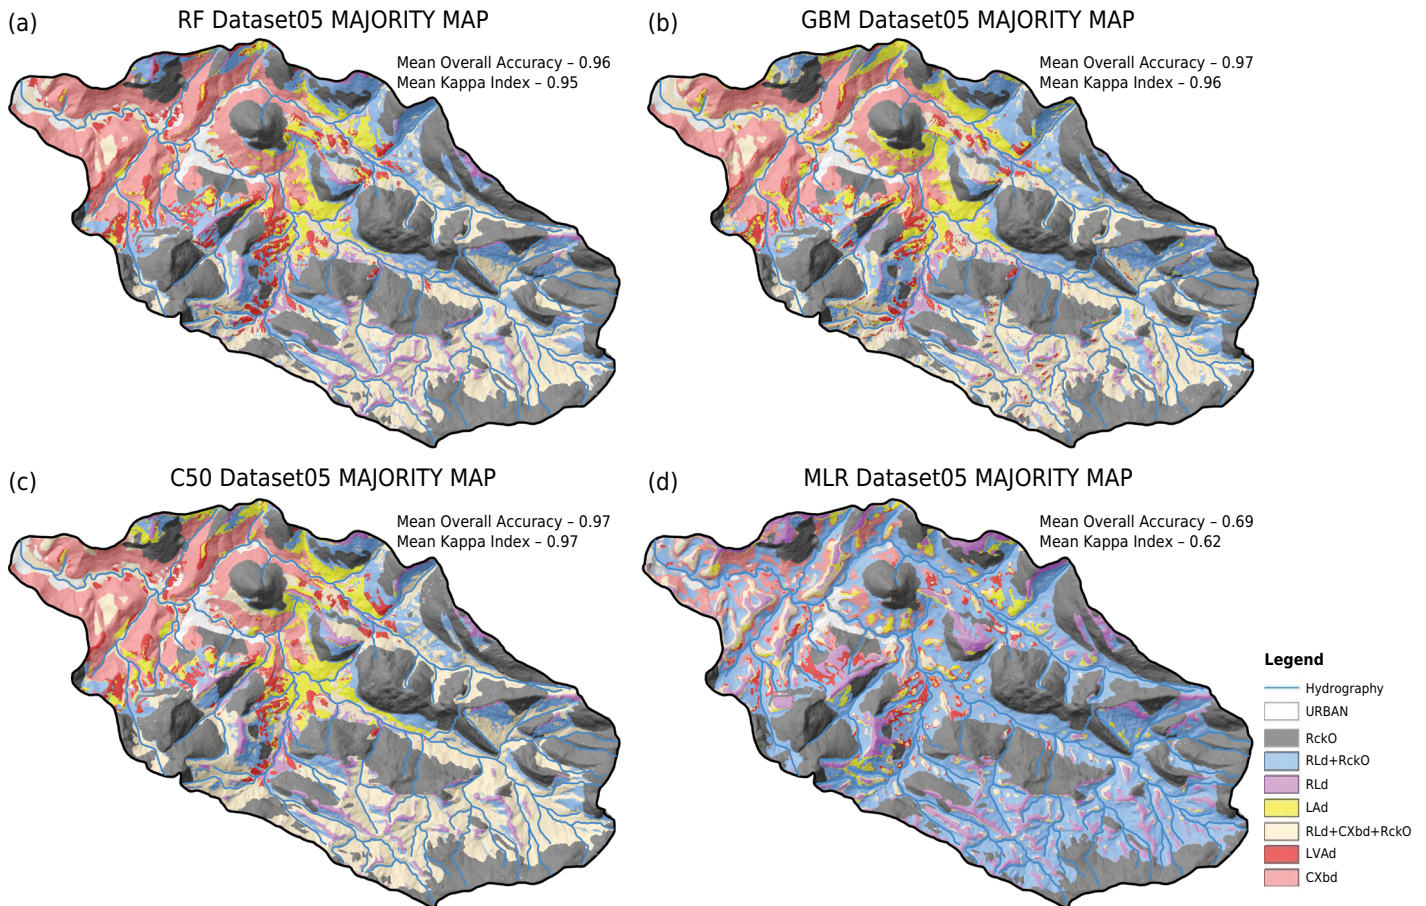 (a)
RF Dataset05 MAJORITY MAP
Mean Overall Accuracy – 0.96
Mean Kappa Index – 0.95
(b)
GBM Dataset05 MAJORITY MAP
Mean Overall Accuracy – 0.97
Mean Kappa Index – 0.96
(c)
C50 Dataset05 MAJORITY MAP
Mean Overall Accuracy – 0.97
Mean Kappa Index – 0.97
(d)
MLR Dataset05 MAJORITY MAP
Mean Overall Accuracy – 0.69
Mean Kappa Index – 0.62
Legend
Hydrography
URBAN
RckO
RLd+RckO
RLd
LAd
RLd+CXbd+RckO
LVAd
CXbd